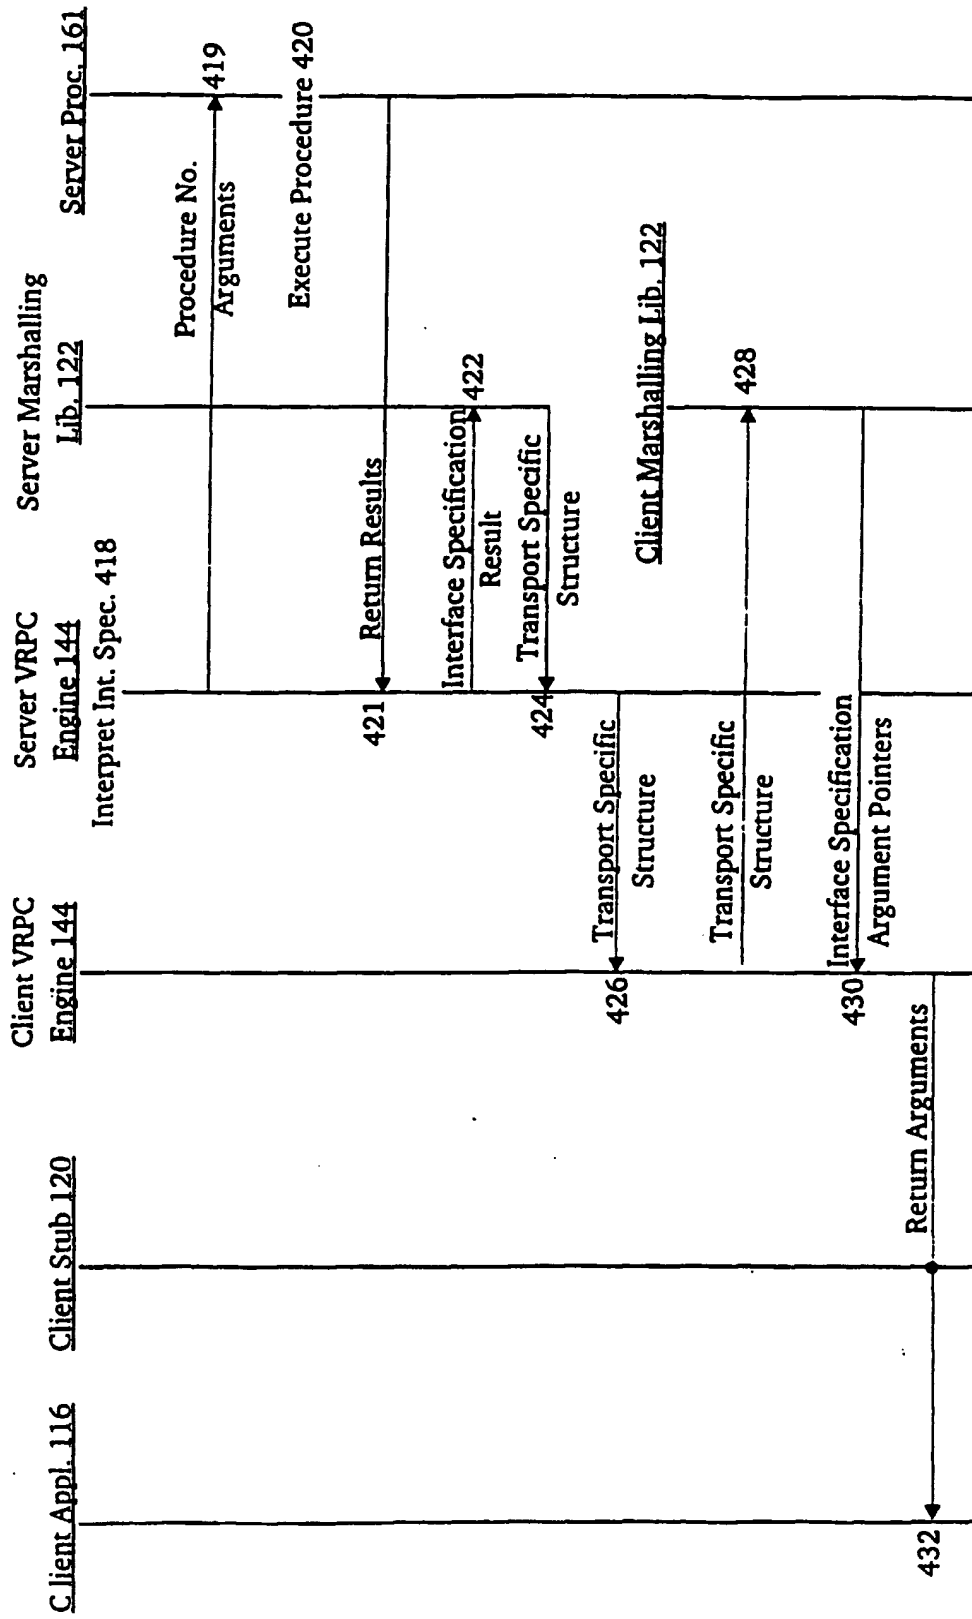 Client Appl. 116
Client Stub 120
Client VRPC
Engine 144
Server VRPC
Engine 144
Interpret Int. Spec. 418
Server Marshalling
Lib. 122
Server Proc. 161
Procedure No.
Arguments
419
Execute Procedure 420
Return Results
421
Interface Specification
Result
422
Transport Specific
Structure
424
Transport Specific
Structure
426
Client Marshalling Lib. 122
Transport Specific
Structure
428
Interface Specification
Argument Pointers
430
Return Arguments
432